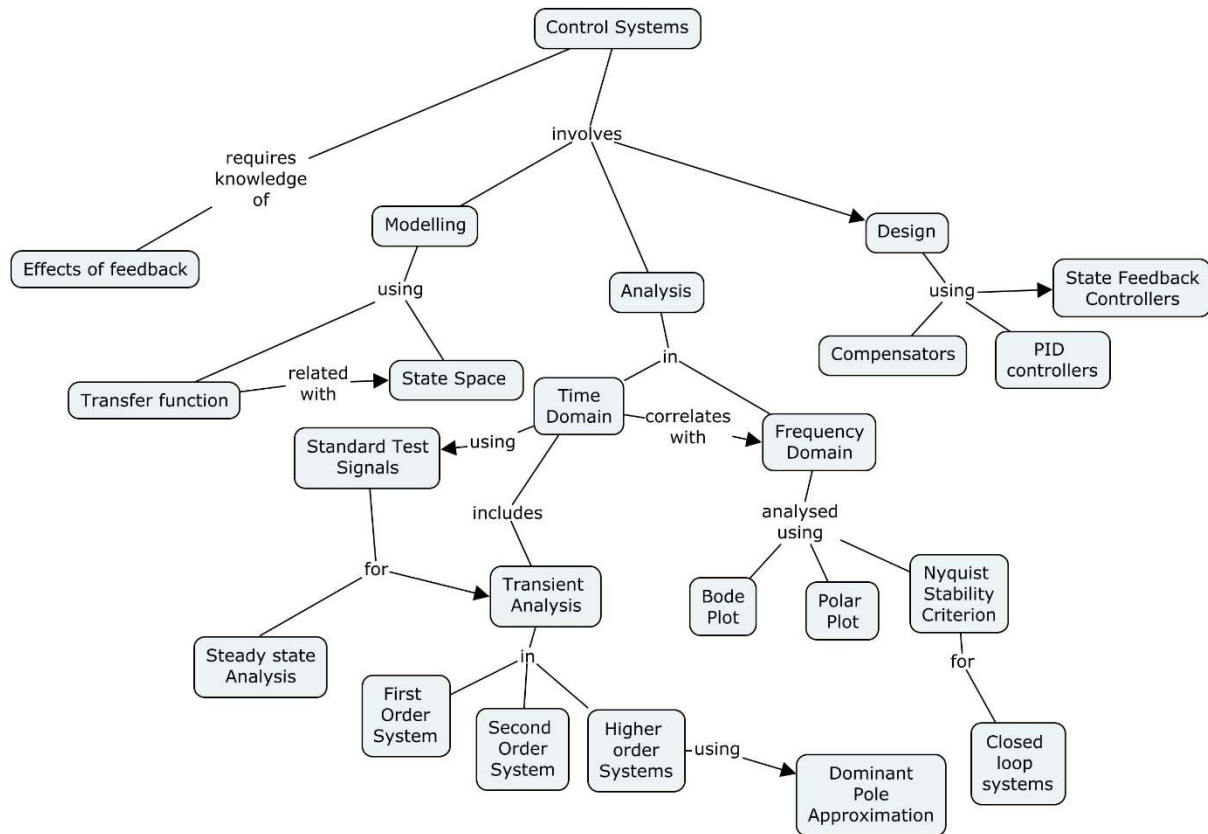 Control Systems
involves
requires
knowledge
of
Modelling
Design
Effects of feedback
using
Analysis
using
State Feedback
Controllers
Compensators
PID
controllers
in
Transfer function
related
with
State Space
Time
Domain
correlates
with
Frequency
Domain
using
Standard Test
Signals
includes
analysed
using
for
Transient
Analysis
Bode
Plot
Polar
Plot
Nyquist
Stability
Criterion
Steady state
Analysis
in
for
First
Order
System
Second
Order
System
Higher
order
Systems
using
Dominant
Pole
Approximation
Closed
loop
systems